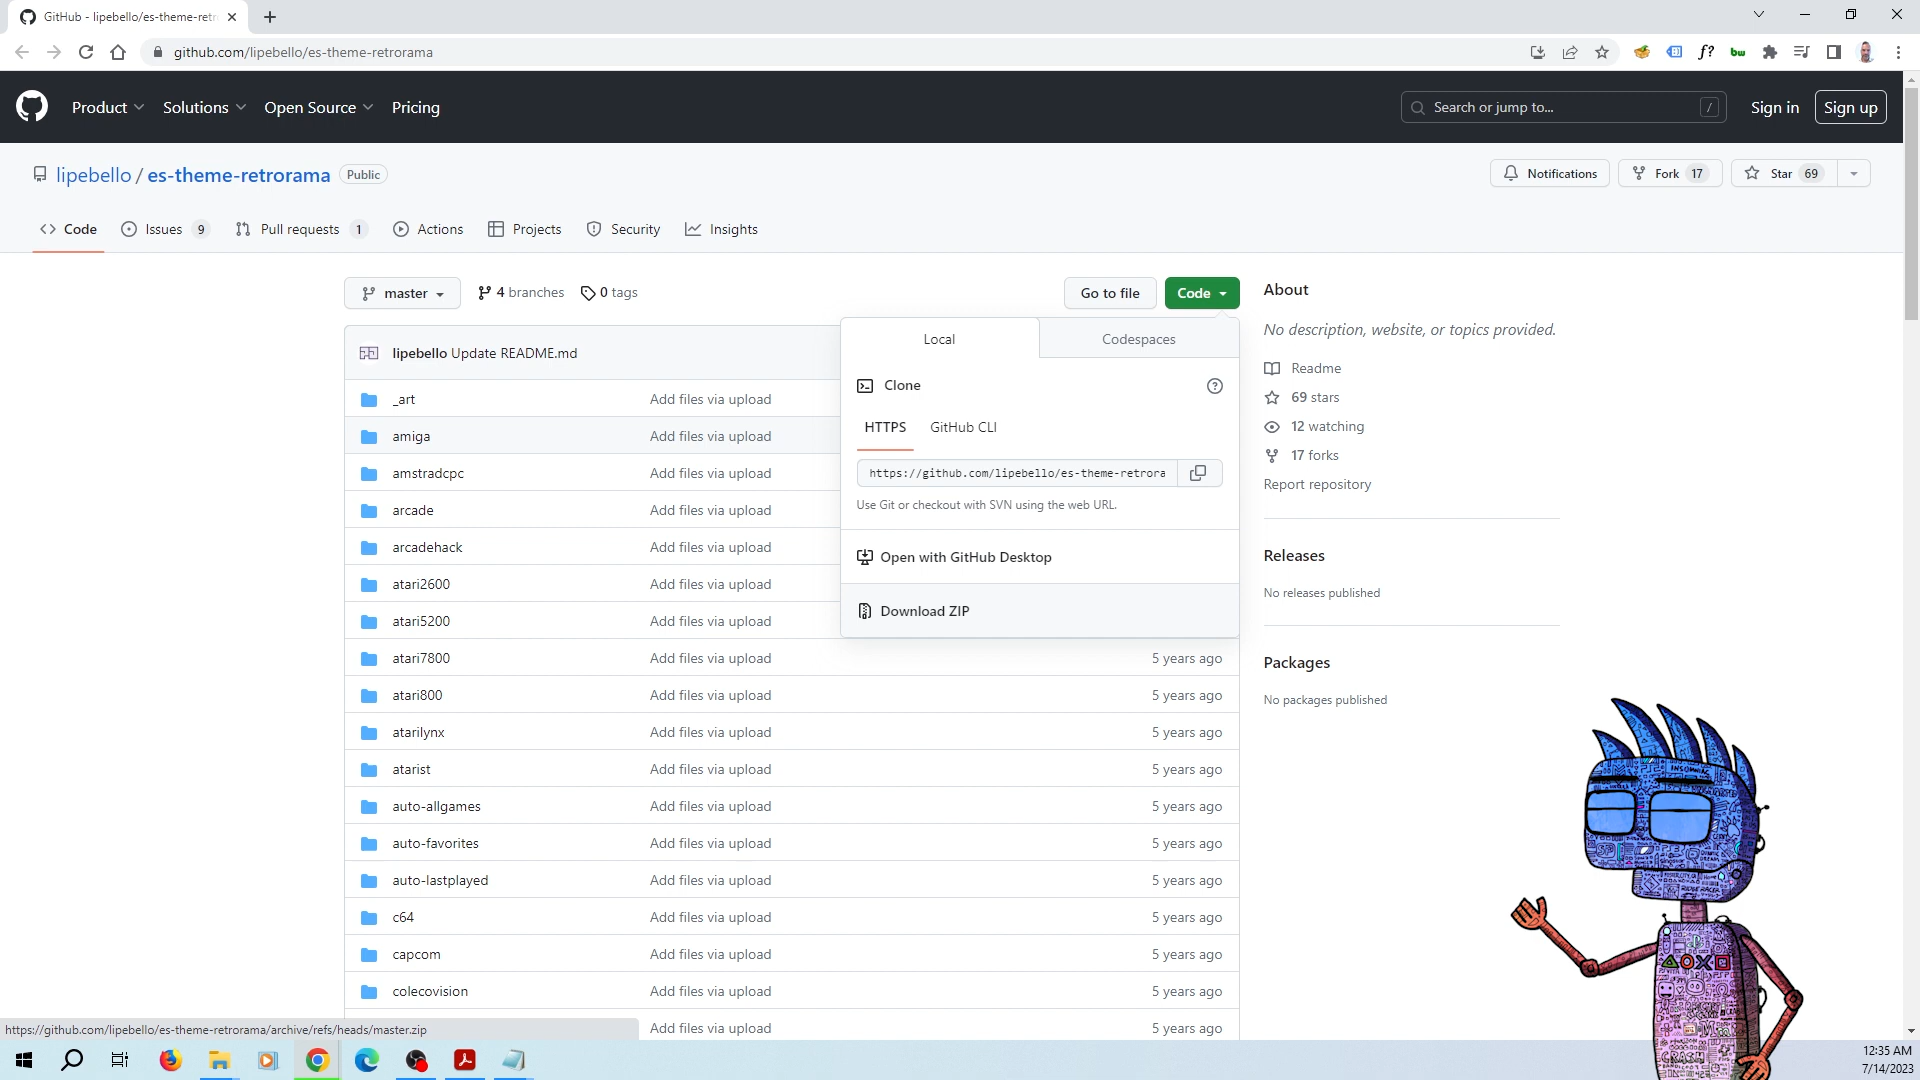 GitHub - lipebello/es-theme-retr
github.com/lipebello/es-theme-retrorama
f?
bw
Product
Solutions
Open Source
Pricing
Search or jump to...
/
Sign in
Sign up
lipebello / es-theme-retrorama
Public
Notifications
Fork 17
Star 69
Code
Issues 9
Pull requests 1
Actions
Projects
Security
Insights
master
4 branches
0 tags
Go to file
Code
About
No description, website, or topics provided.
Readme
69 stars
12 watching
17 forks
Report repository
Releases
No releases published
Packages
No packages published
Local
Codespaces
Clone
HTTPS
GitHub CLI
https://github.com/lipebello/es-theme-retrora
Use Git or checkout with SVN using the web URL.
Open with GitHub Desktop
Download ZIP
lipebello Update README.md
_art Add files via upload
amiga Add files via upload
amstradcpc Add files via upload
arcade Add files via upload
arcadehack Add files via upload
atari2600 Add files via upload
atari5200 Add files via upload
atari7800 Add files via upload 5 years ago
atari800 Add files via upload 5 years ago
atarilynx Add files via upload 5 years ago
atarist Add files via upload 5 years ago
auto-allgames Add files via upload 5 years ago
auto-favorites Add files via upload 5 years ago
auto-lastplayed Add files via upload 5 years ago
c64 Add files via upload 5 years ago
capcom Add files via upload 5 years ago
colecovision Add files via upload 5 years ago
Add files via upload 5 years ago
https://github.com/lipebello/es-theme-retrorama/archive/refs/heads/master.zip
INSOMNIAC
CRASH
12:35 AM
7/14/2023